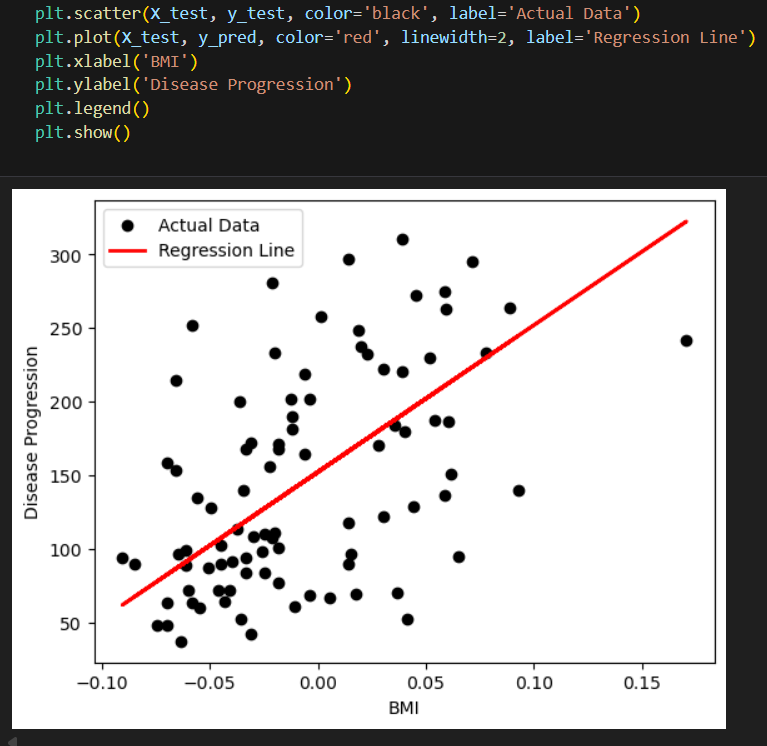 plt.scatter(X_test, y_test, color='black', label='Actual Data')
plt.plot(X_test, y_pred, color='red', linewidth=2, label='Regression Line')
plt.xlabel('BMI')
plt.ylabel('Disease Progression')
plt.legend()
plt.show()
Actual Data
Regression Line
300
250
200
150
100
50
Disease Progression
−0.10
−0.05
0.00
0.05
0.10
0.15
BMI